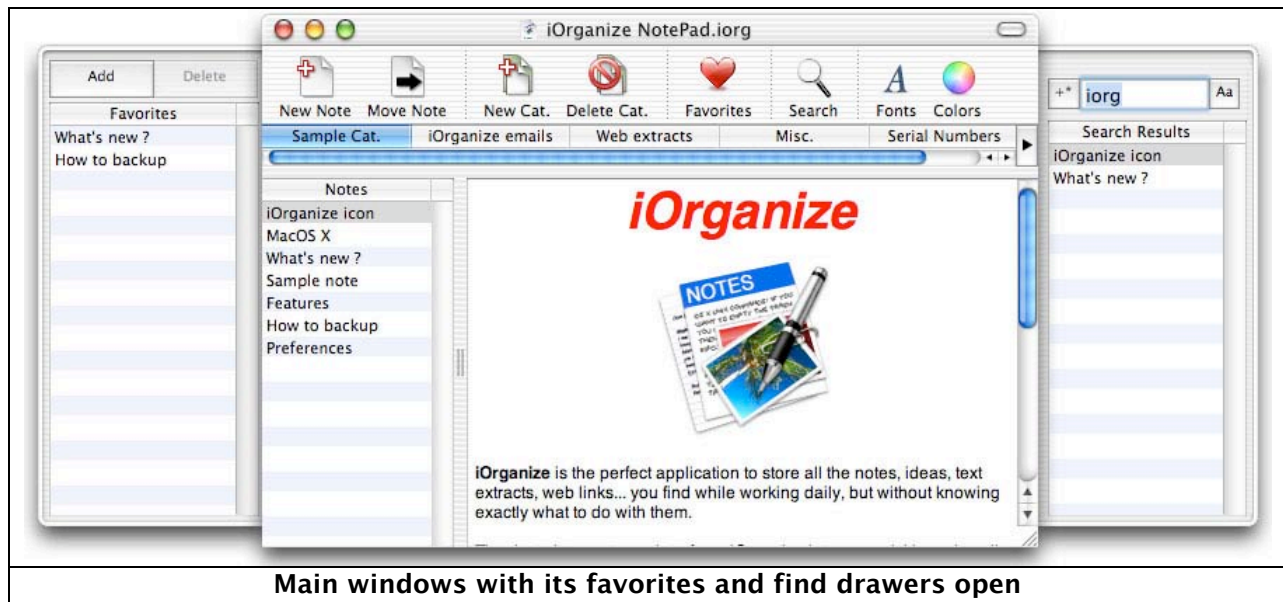 iOrganize NotePad.iorg
Add Delete
Favorites
What's new ?
How to backup
New Note Move Note New Cat. Delete Cat. Favorites Search Fonts Colors
Sample Cat. iOrganize emails Web extracts Misc. Serial Numbers
Notes
iOrganize icon
MacOS X
What's new ?
Sample note
Features
How to backup
Preferences
iOrganize
NOTES
iOrganize is the perfect application to store all the notes, ideas, text
extracts, web links... you find while working daily, but without knowing
exactly what to do with them.
+* iorg Aa
Search Results
iOrganize icon
What's new ?
Main windows with its favorites and find drawers open